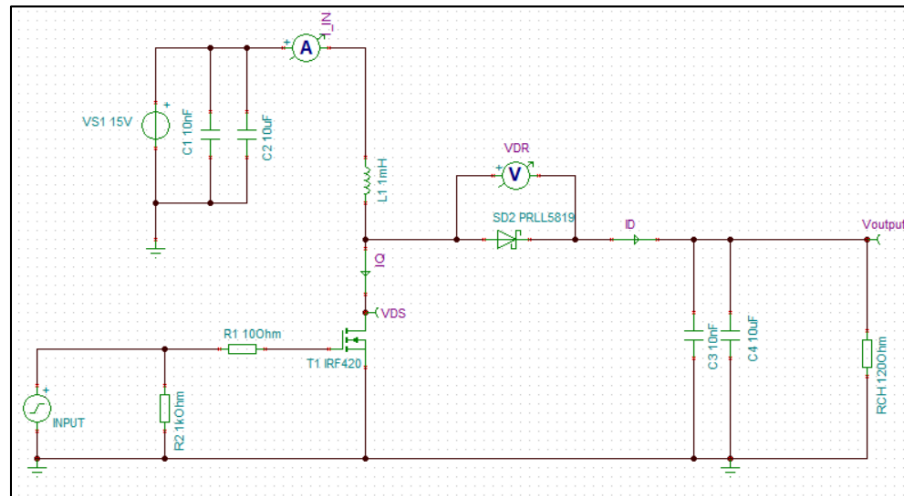 I_IN
A
VS1 15V
C1 10nF
C2 10uF
L1 1mH
VDR
V
SD2 PRLL5819
ID
Voutput
IQ
VDS
R1 10Ohm
T1 IRF420
C3 10nF
C4 10uF
RCH 120Ohm
INPUT
R2 1kOhm